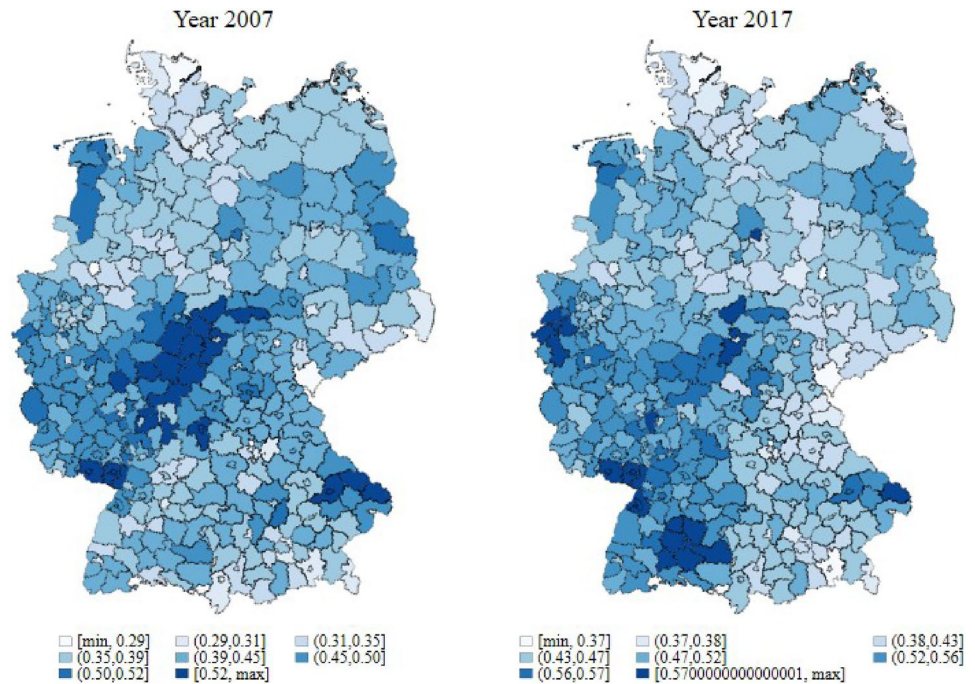 Year 2007 Year 2017
[min, 0.29] (0.29,0.31] (0.31,0.35] [min, 0.37] (0.37,0.38] (0.38,0.43]
(0.35,0.39] (0.39,0.45] (0.45,0.50] (0.43,0.47] (0.47,0.52] (0.52,0.56]
(0.50,0.52] [0.52, max] (0.56,0.57] [0.5700000000000001, max]